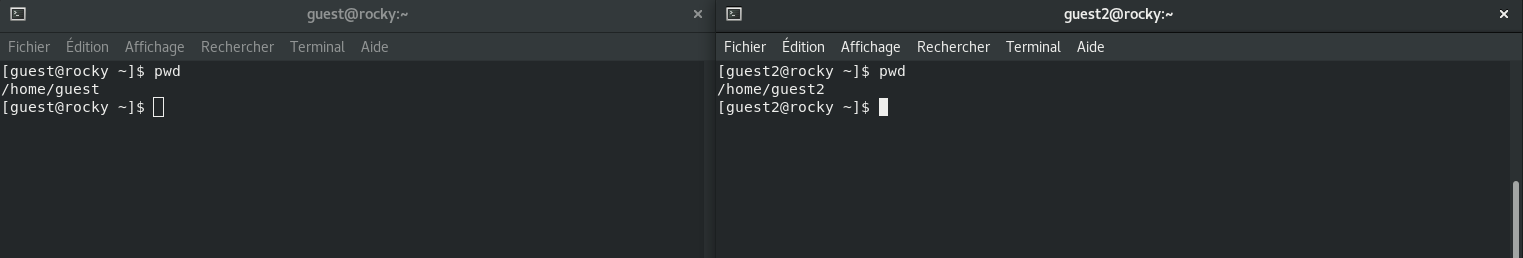 guest@rocky:~
Fichier Édition Affichage Rechercher Terminal Aide
[guest@rocky ~]$ pwd
/home/guest
[guest@rocky ~]$
guest2@rocky:~
Fichier Édition Affichage Rechercher Terminal Aide
[guest2@rocky ~]$ pwd
/home/guest2
[guest2@rocky ~]$